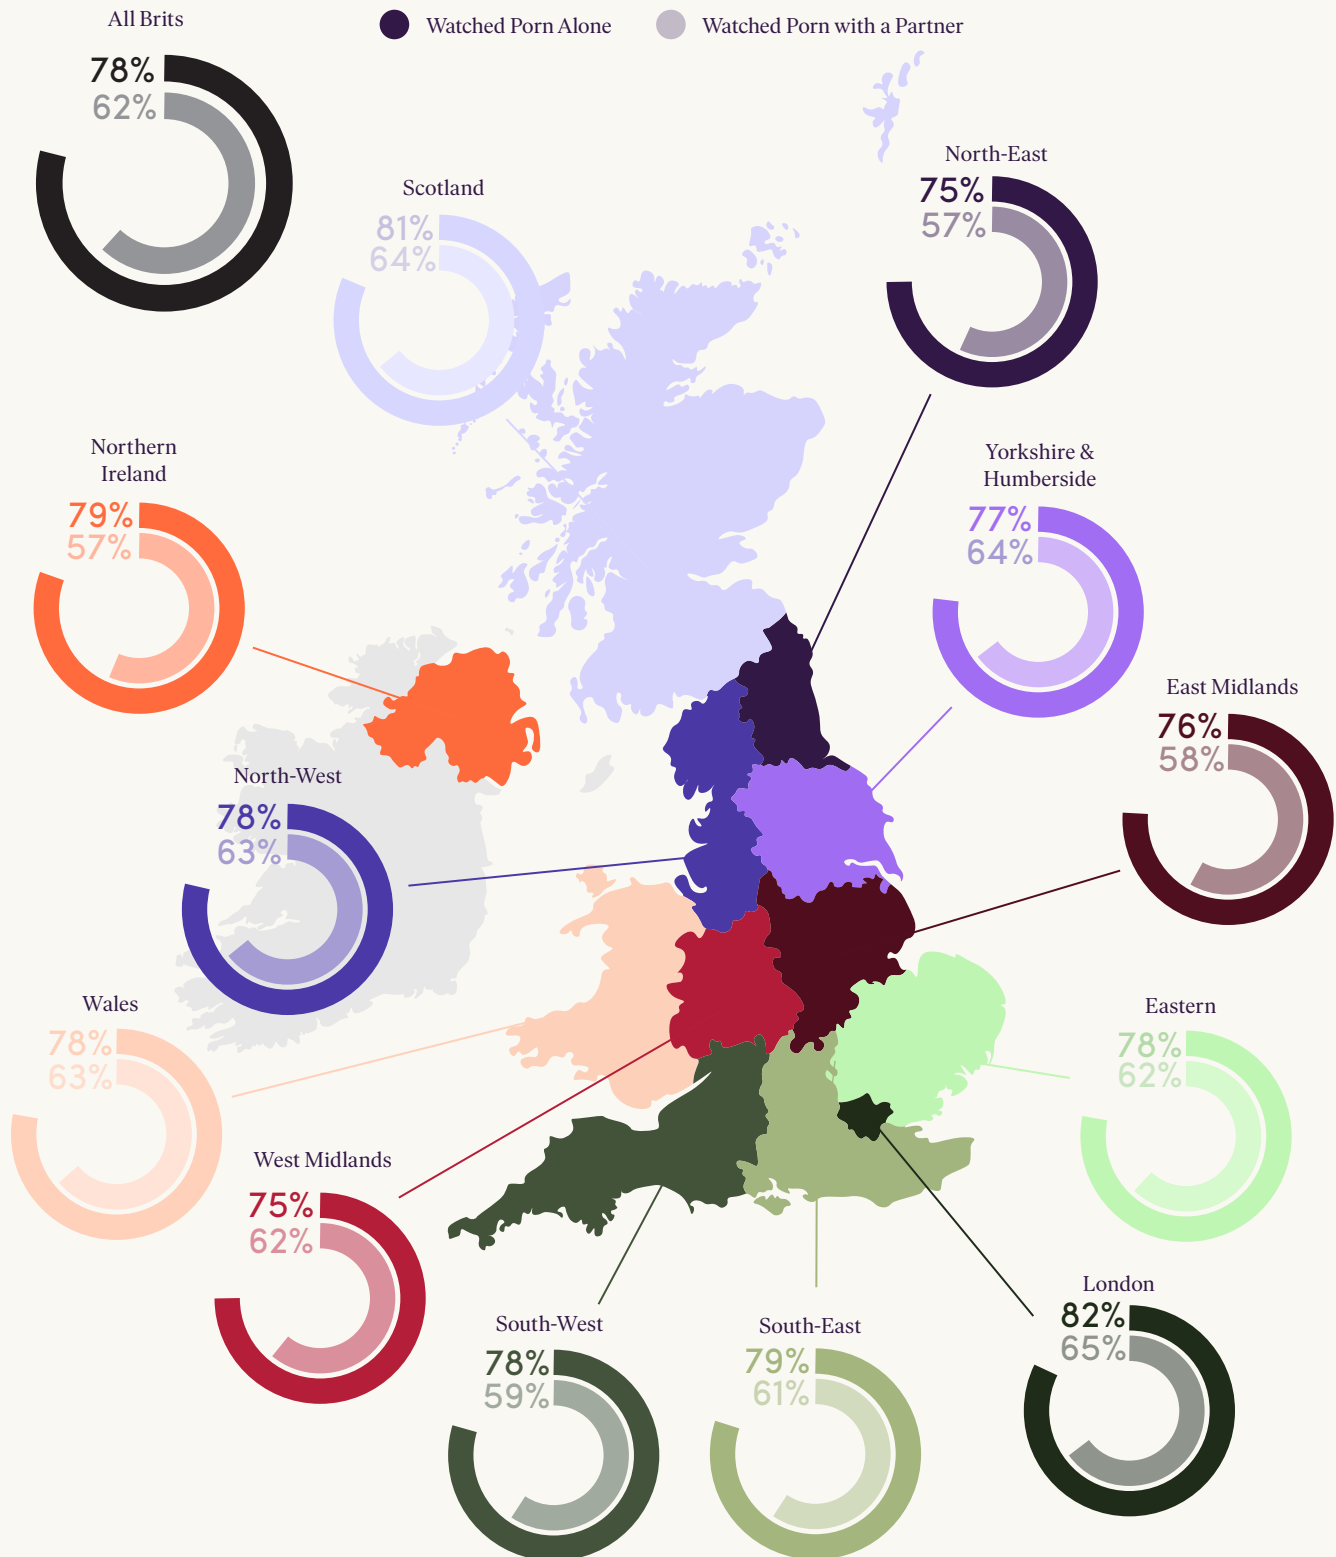 All Brits
Watched Porn Alone
Watched Porn with a Partner
78%
62%
North-East
75%
57%
Scotland
81%
64%
Northern
Ireland
79%
57%
Yorkshire &
Humberside
77%
64%
East Midlands
76%
58%
North-West
78%
63%
Wales
78%
63%
Eastern
78%
62%
West Midlands
75%
62%
London
82%
65%
South-West
78%
59%
South-East
79%
61%